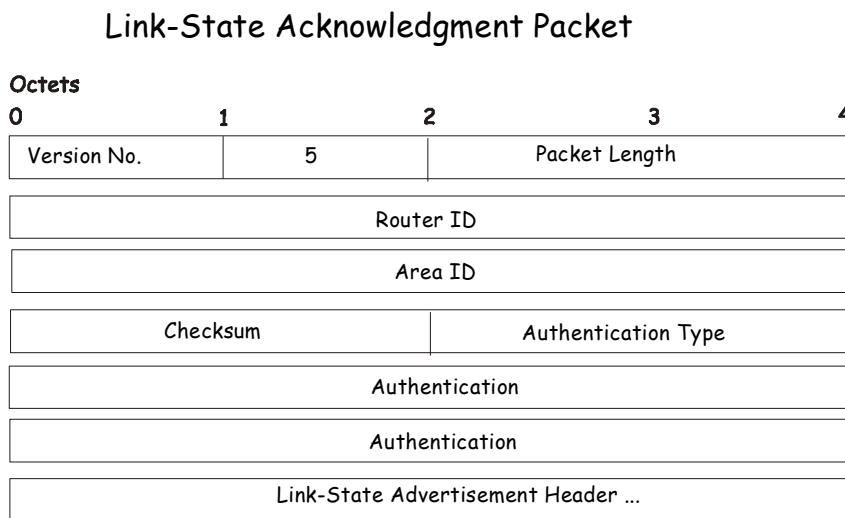 Link-State Acknowledgment Packet
Octets
0 1 2 3 4
Version No. 5 Packet Length
Router ID
Area ID
Checksum Authentication Type
Authentication
Authentication
Link-State Advertisement Header ...